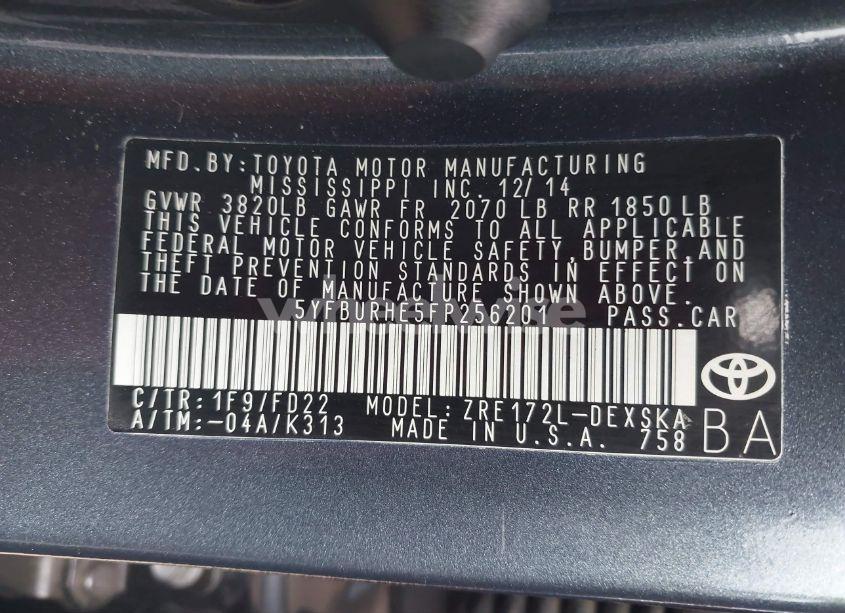 MFD.BY:TOYOTA MOTOR MANUFACTURING
MISSISSIPPI INC. 12/14
GVWR 3820LB GAWR FR 2070 LB RR 1850 LB
THIS VEHICLE CONFORMS TO ALL APPLICABLE
FEDERAL MOTOR VEHICLE SAFETY,BUMPER,AND
THEFT PREVENTION STANDARDS IN EFFECT ON
THE DATE OF MANUFACTURE SHOWN ABOVE.
5YFBURHE5FP256201 PASS.CAR
C/TR:1F9/FD22 MODEL:ZRE172L-DEXSKA
A/TM:-04A/K313 MADE IN U.S.A. 758
BA